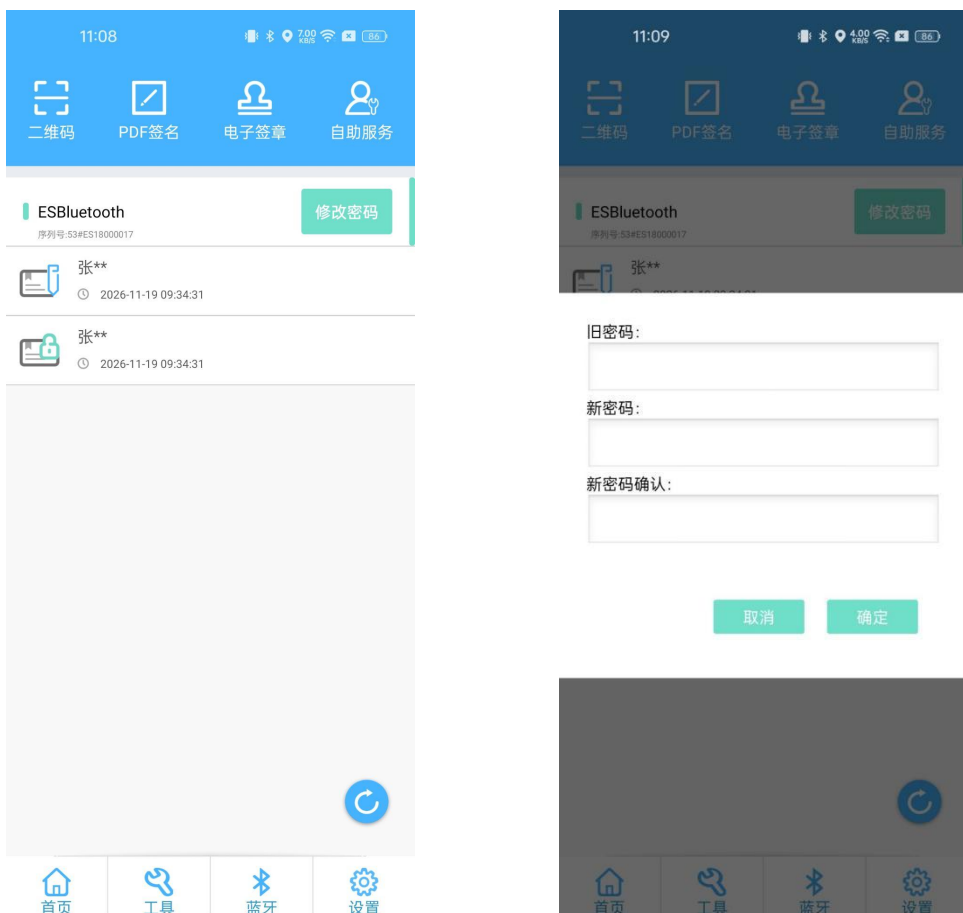 11:08
7.00 KB/S
86
二维码
PDF签名
电子签章
自助服务
ESBluetooth
序列号:53#ES18000017
修改密码
张**
2026-11-19 09:34:31
张**
2026-11-19 09:34:31
首页
工具
蓝牙
设置
11:09
4.00 KB/S
86
二维码
PDF签名
电子签章
自助服务
ESBluetooth
序列号:53#ES18000017
修改密码
张**
旧密码:
新密码:
新密码确认:
取消
确定
首页
工具
蓝牙
设置